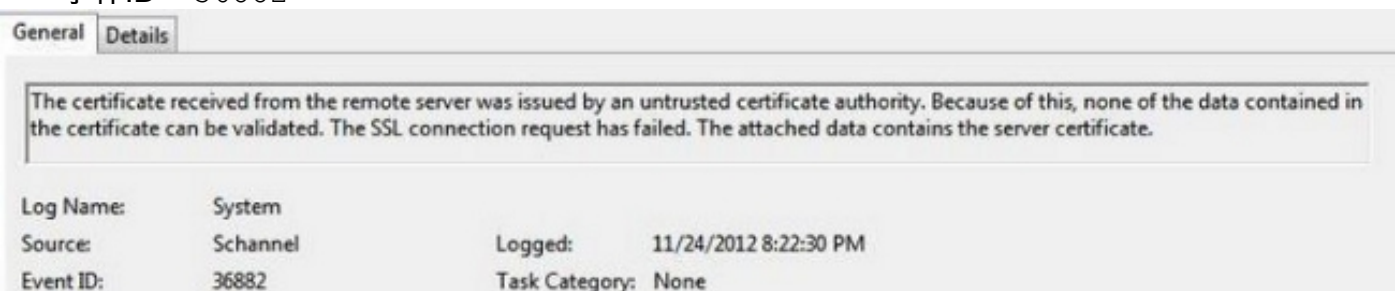 General Details
The certificate received from the remote server was issued by an untrusted certificate authority. Because of this, none of the data contained in
the certificate can be validated. The SSL connection request has failed. The attached data contains the server certificate.
Log Name: System
Source: Schannel Logged: 11/24/2012 8:22:30 PM
Event ID: 36882 Task Category: None